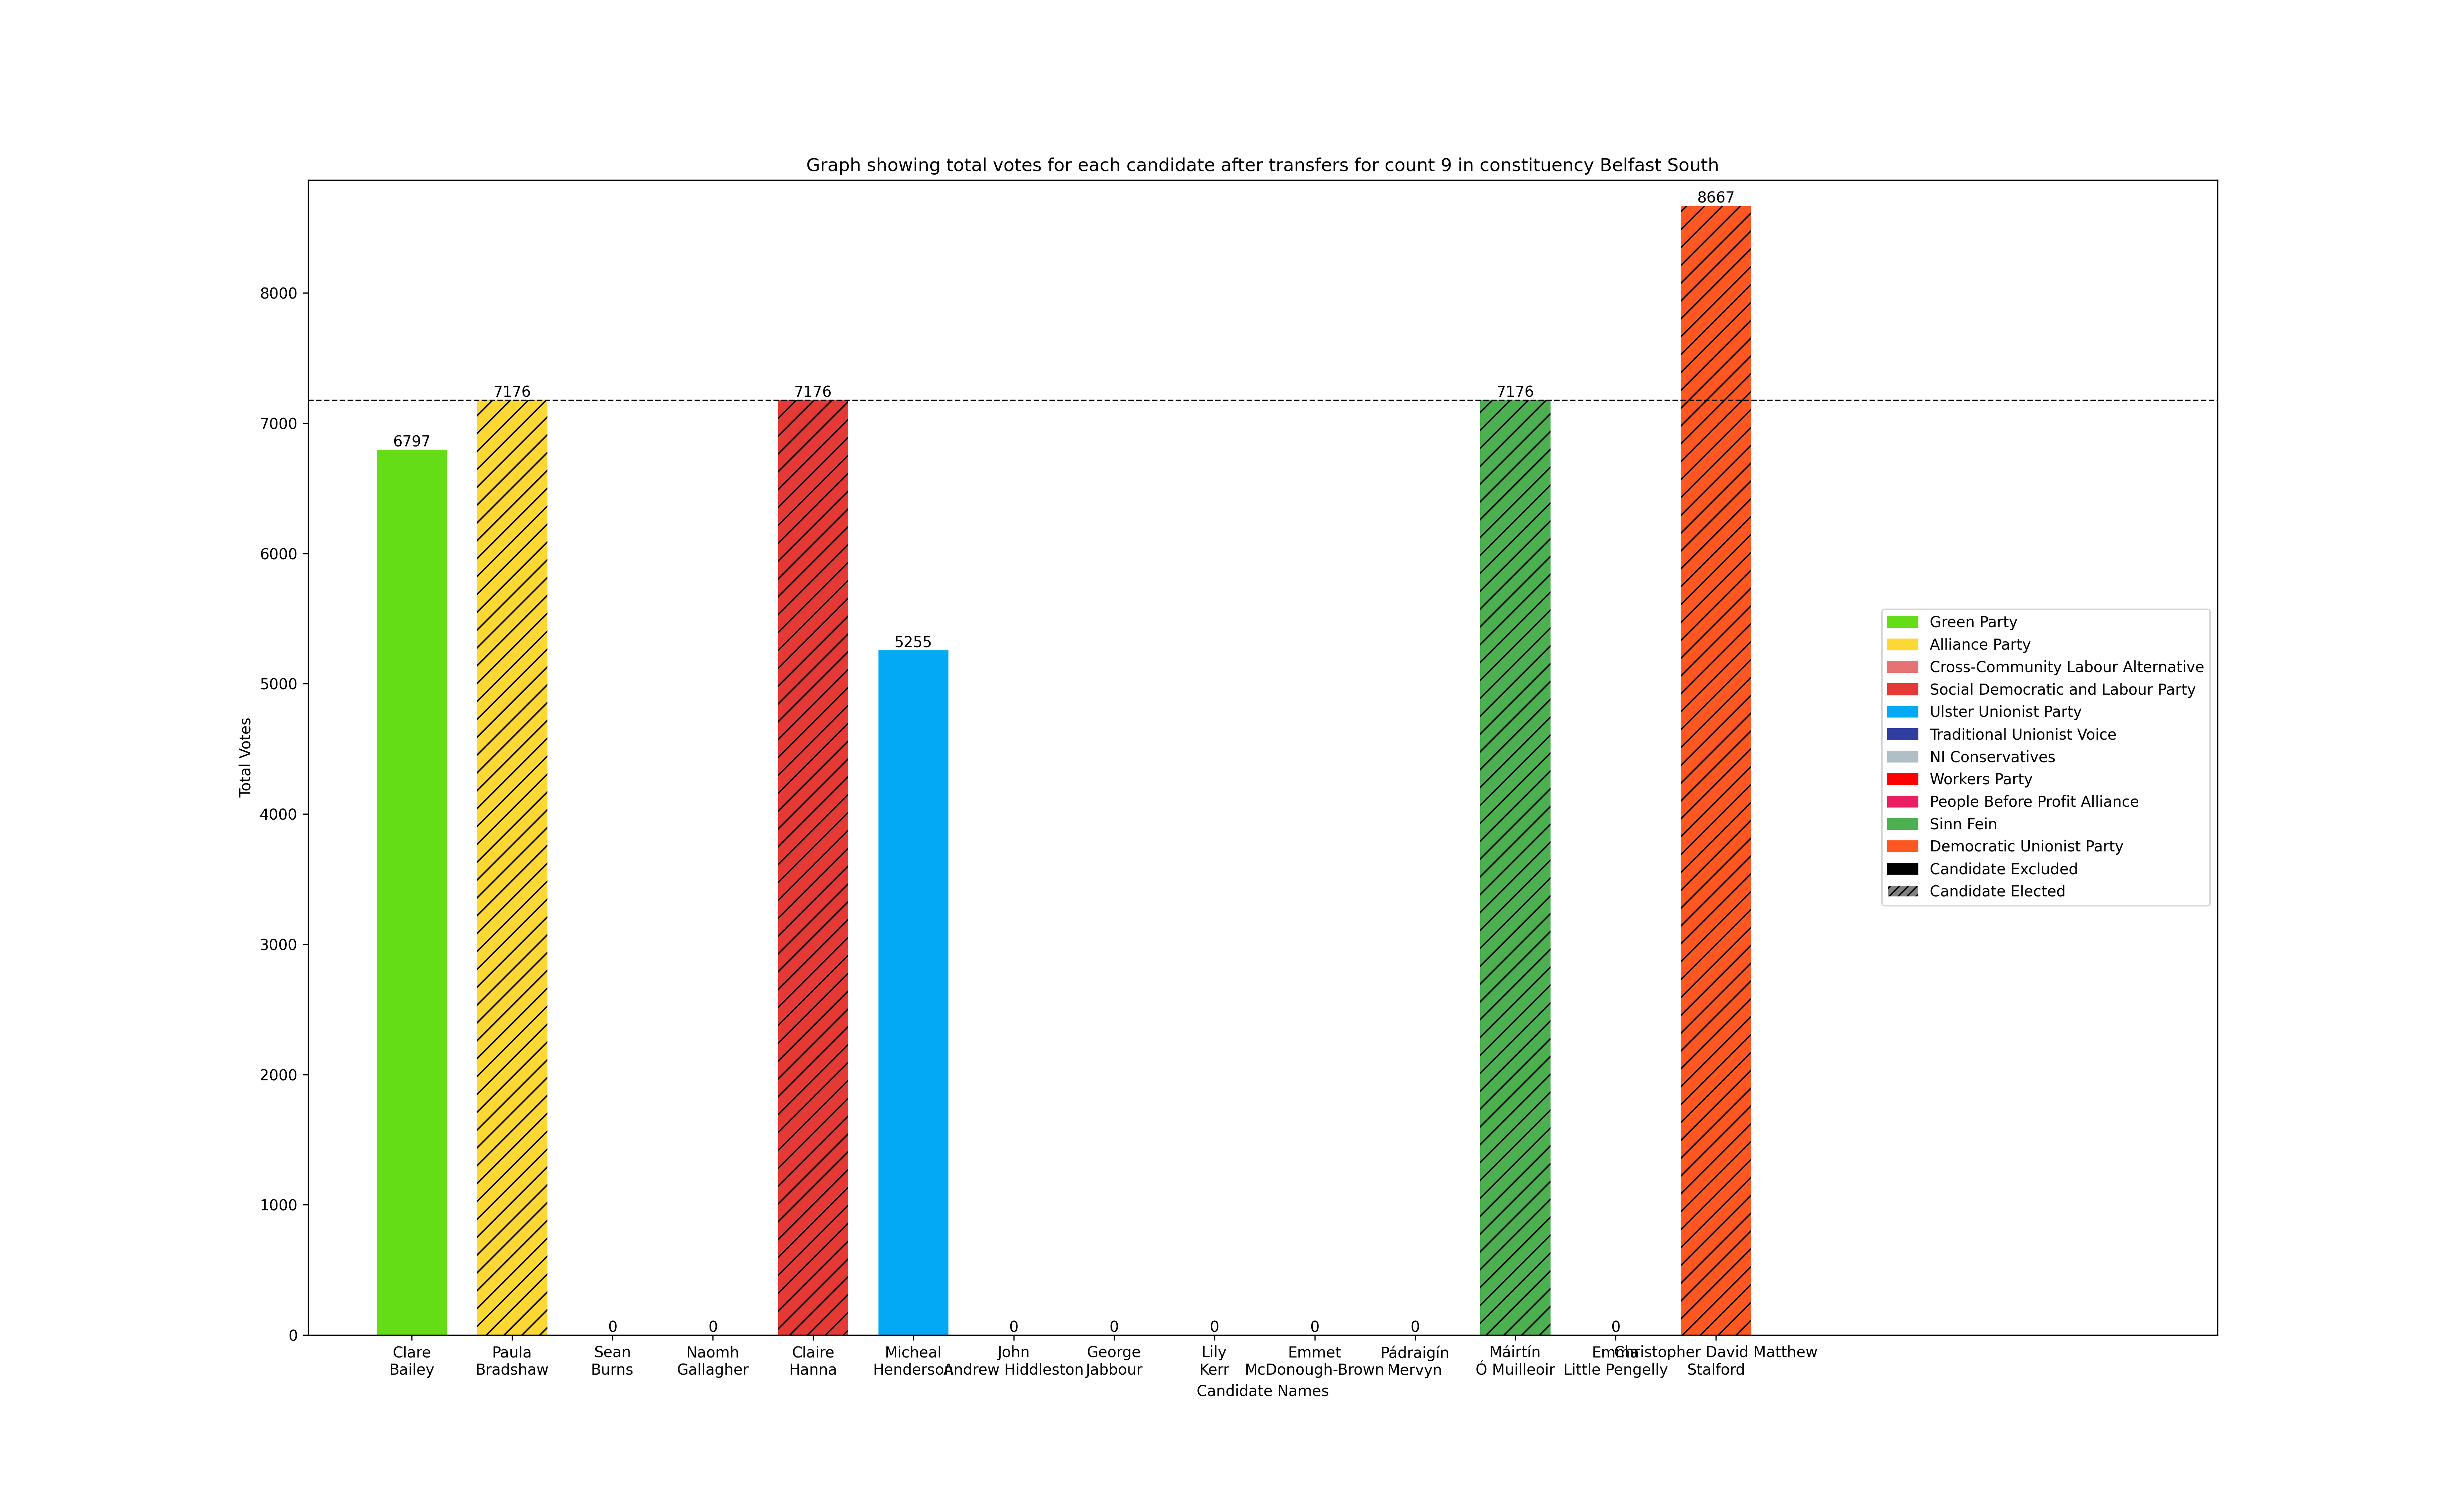 Graph showing total votes for each candidate after transfers for count 9 in constituency Belfast South
Total Votes
8000
7000
6000
5000
4000
3000
2000
1000
0
6797
7176
0
0
7176
5255
0
0
0
0
0
7176
0
8667
Clare
Bailey
Paula
Bradshaw
Sean
Burns
Naomh
Gallagher
Claire
Hanna
Micheal
Henderson
John
Andrew Hiddleston
George
Jabbour
Lily
Kerr
Emmet
McDonough-Brown
Pádraigín
Mervyn
Máirtín
Ó Muilleoir
Emma
Little Pengelly
Christopher David Matthew
Stalford
Candidate Names
Green Party
Alliance Party
Cross-Community Labour Alternative
Social Democratic and Labour Party
Ulster Unionist Party
Traditional Unionist Voice
NI Conservatives
Workers Party
People Before Profit Alliance
Sinn Fein
Democratic Unionist Party
Candidate Excluded
Candidate Elected